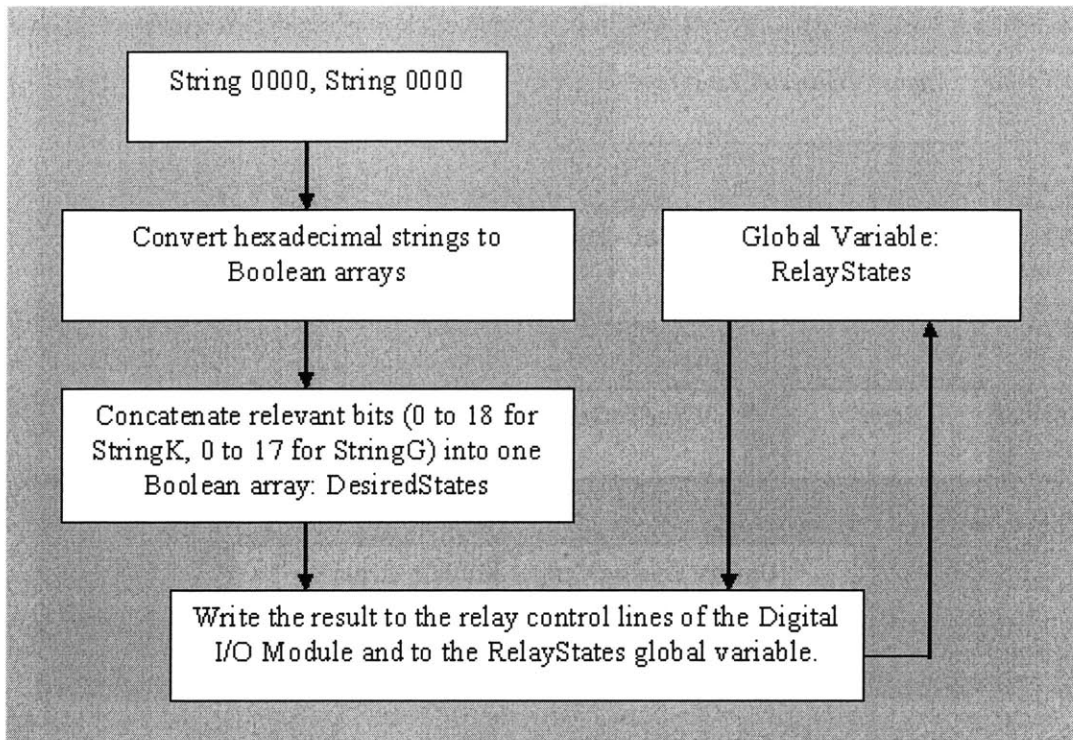 String 0000, String 0000
Convert hexadecimal strings to
Boolean arrays
Global Variable:
RelayStates
Concatenate relevant bits (0 to 18 for
StringK, 0 to 17 for StringG) into one
Boolean array: DesiredStates
Write the result to the relay control lines of the Digital
I/O Module and to the RelayStates global variable.